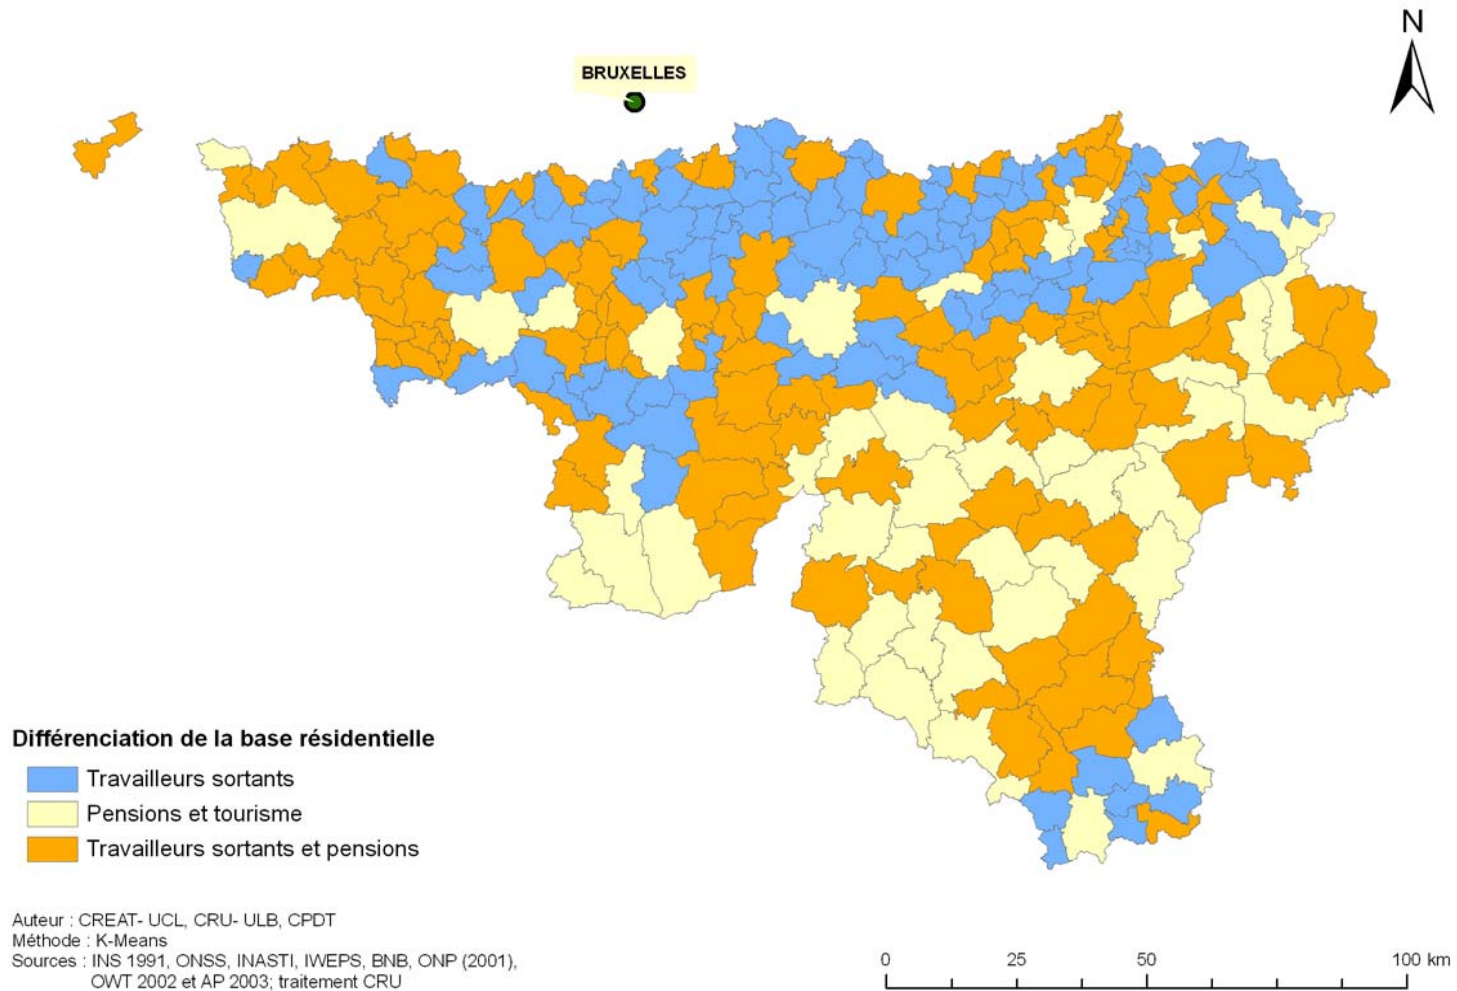 N
BRUXELLES
Différenciation de la base résidentielle
Travailleurs sortants
Pensions et tourisme
Travailleurs sortants et pensions
Auteur : CREAT- UCL, CRU- ULB, CPDT
Méthode : K-Means
Sources : INS 1991, ONSS, INASTI, IWEPS, BNB, ONP (2001),
OWT 2002 et AP 2003; traitement CRU
0 25 50 100 km